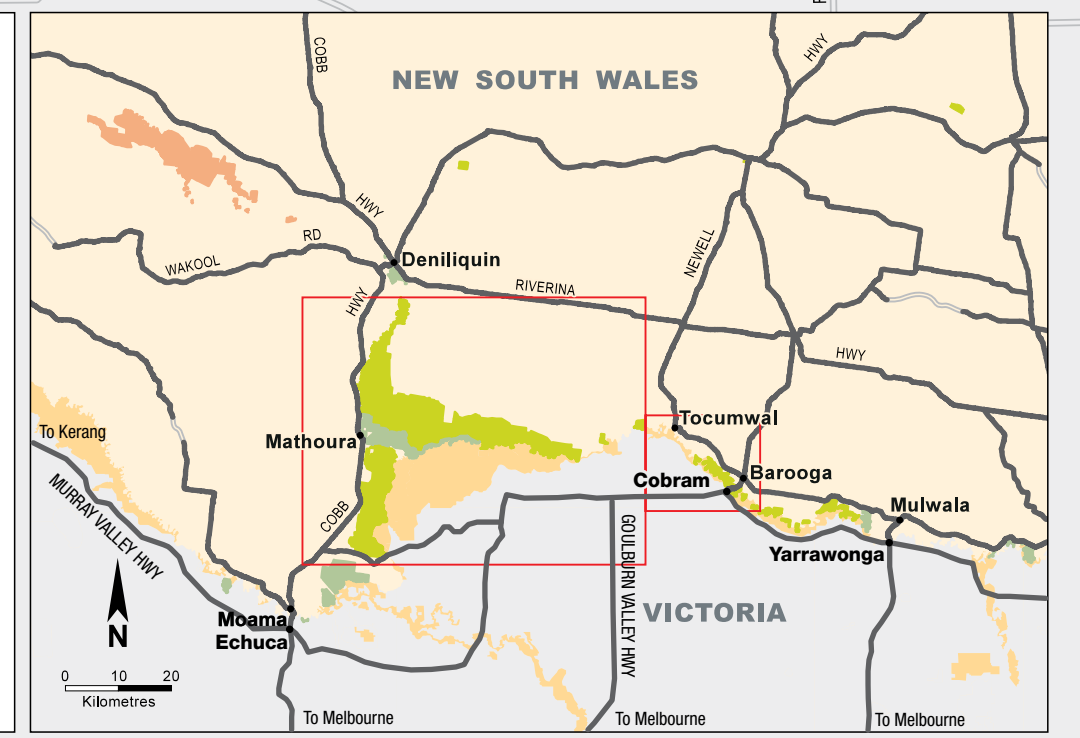 COBB
HWY
NEW SOUTH WALES
HWY
RD
WAKOOL
Deniliquin
NEWELL
RIVERINA
HWY
HWY
To Kerang
Mathoura
Tocumwal
Barooga
Cobram
Mulwala
MURRAY VALLEY HWY
COBB
GOULBURN VALLEY HWY
Yarrawonga
VICTORIA
Moama
Echuca
N
0 10 20
Kilometres
To Melbourne
To Melbourne
To Melbourne